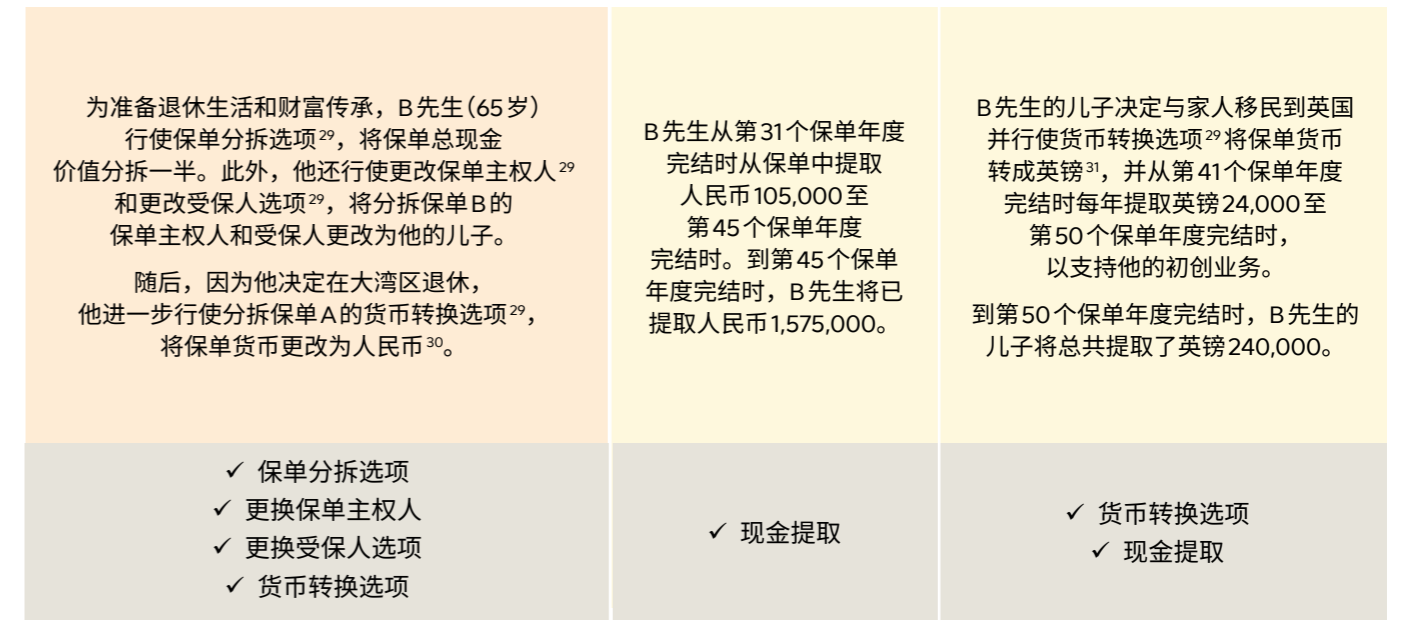 为准备退休生活和财富传承，B先生（65岁）
行使保单分拆选项²⁹，将保单总现金
价值分拆一半。此外，他还行使更改保单主权人²⁹
和更改受保人选项²⁹，将分拆保单B的
保单主权人和受保人更改为他的儿子。
随后，因为他决定在大湾区退休，
他进一步行使分拆保单A的货币转换选项²⁹，
将保单货币更改为人民币³⁰。
B先生从第31个保单年度
完结时从保单中提取
人民币105,000至
第45个保单年度
完结时。到第45个保单
年度完结时，B先生将已
提取人民币1,575,000。
B先生的儿子决定与家人移民到英国
并行使货币转换选项²⁹将保单货币
转成英镑³¹，并从第41个保单年度
完结时每年提取英镑24,000至
第50个保单年度完结时，
以支持他的初创业务。
到第50个保单年度完结时，B先生的
儿子将总共提取了英镑240,000。
✓ 保单分拆选项
✓ 更换保单主权人
✓ 更换受保人选项
✓ 货币转换选项
✓ 现金提取
✓ 货币转换选项
✓ 现金提取